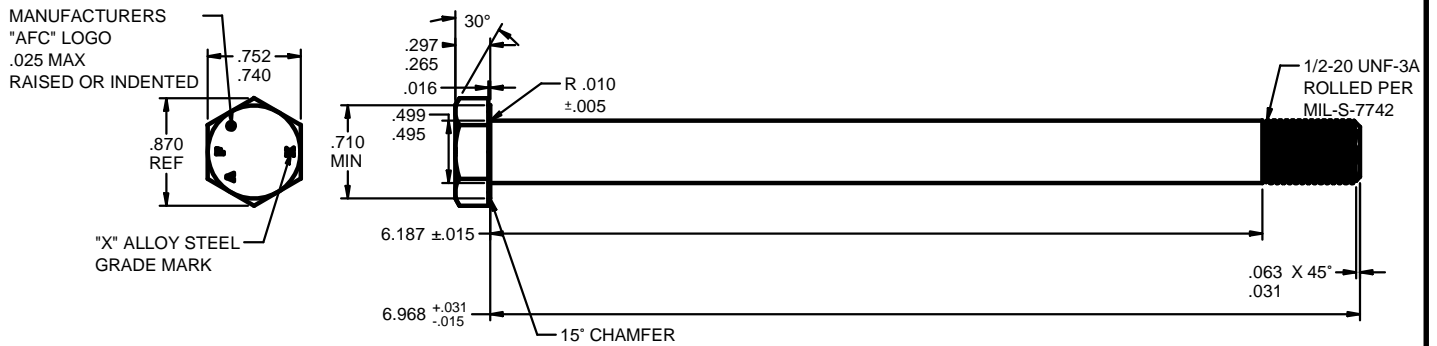 MANUFACTURERS
"AFC" LOGO
.025 MAX
RAISED OR INDENTED
.752
.740
.870
REF
"X" ALLOY STEEL
GRADE MARK
30°
.297
.265
.016
R .010
±.005
.499
.495
.710
MIN
1/2-20 UNF-3A
ROLLED PER
MIL-S-7742
6.187 ±.015
.063 X 45°
.031
6.968 +.031
-.015
15° CHAMFER